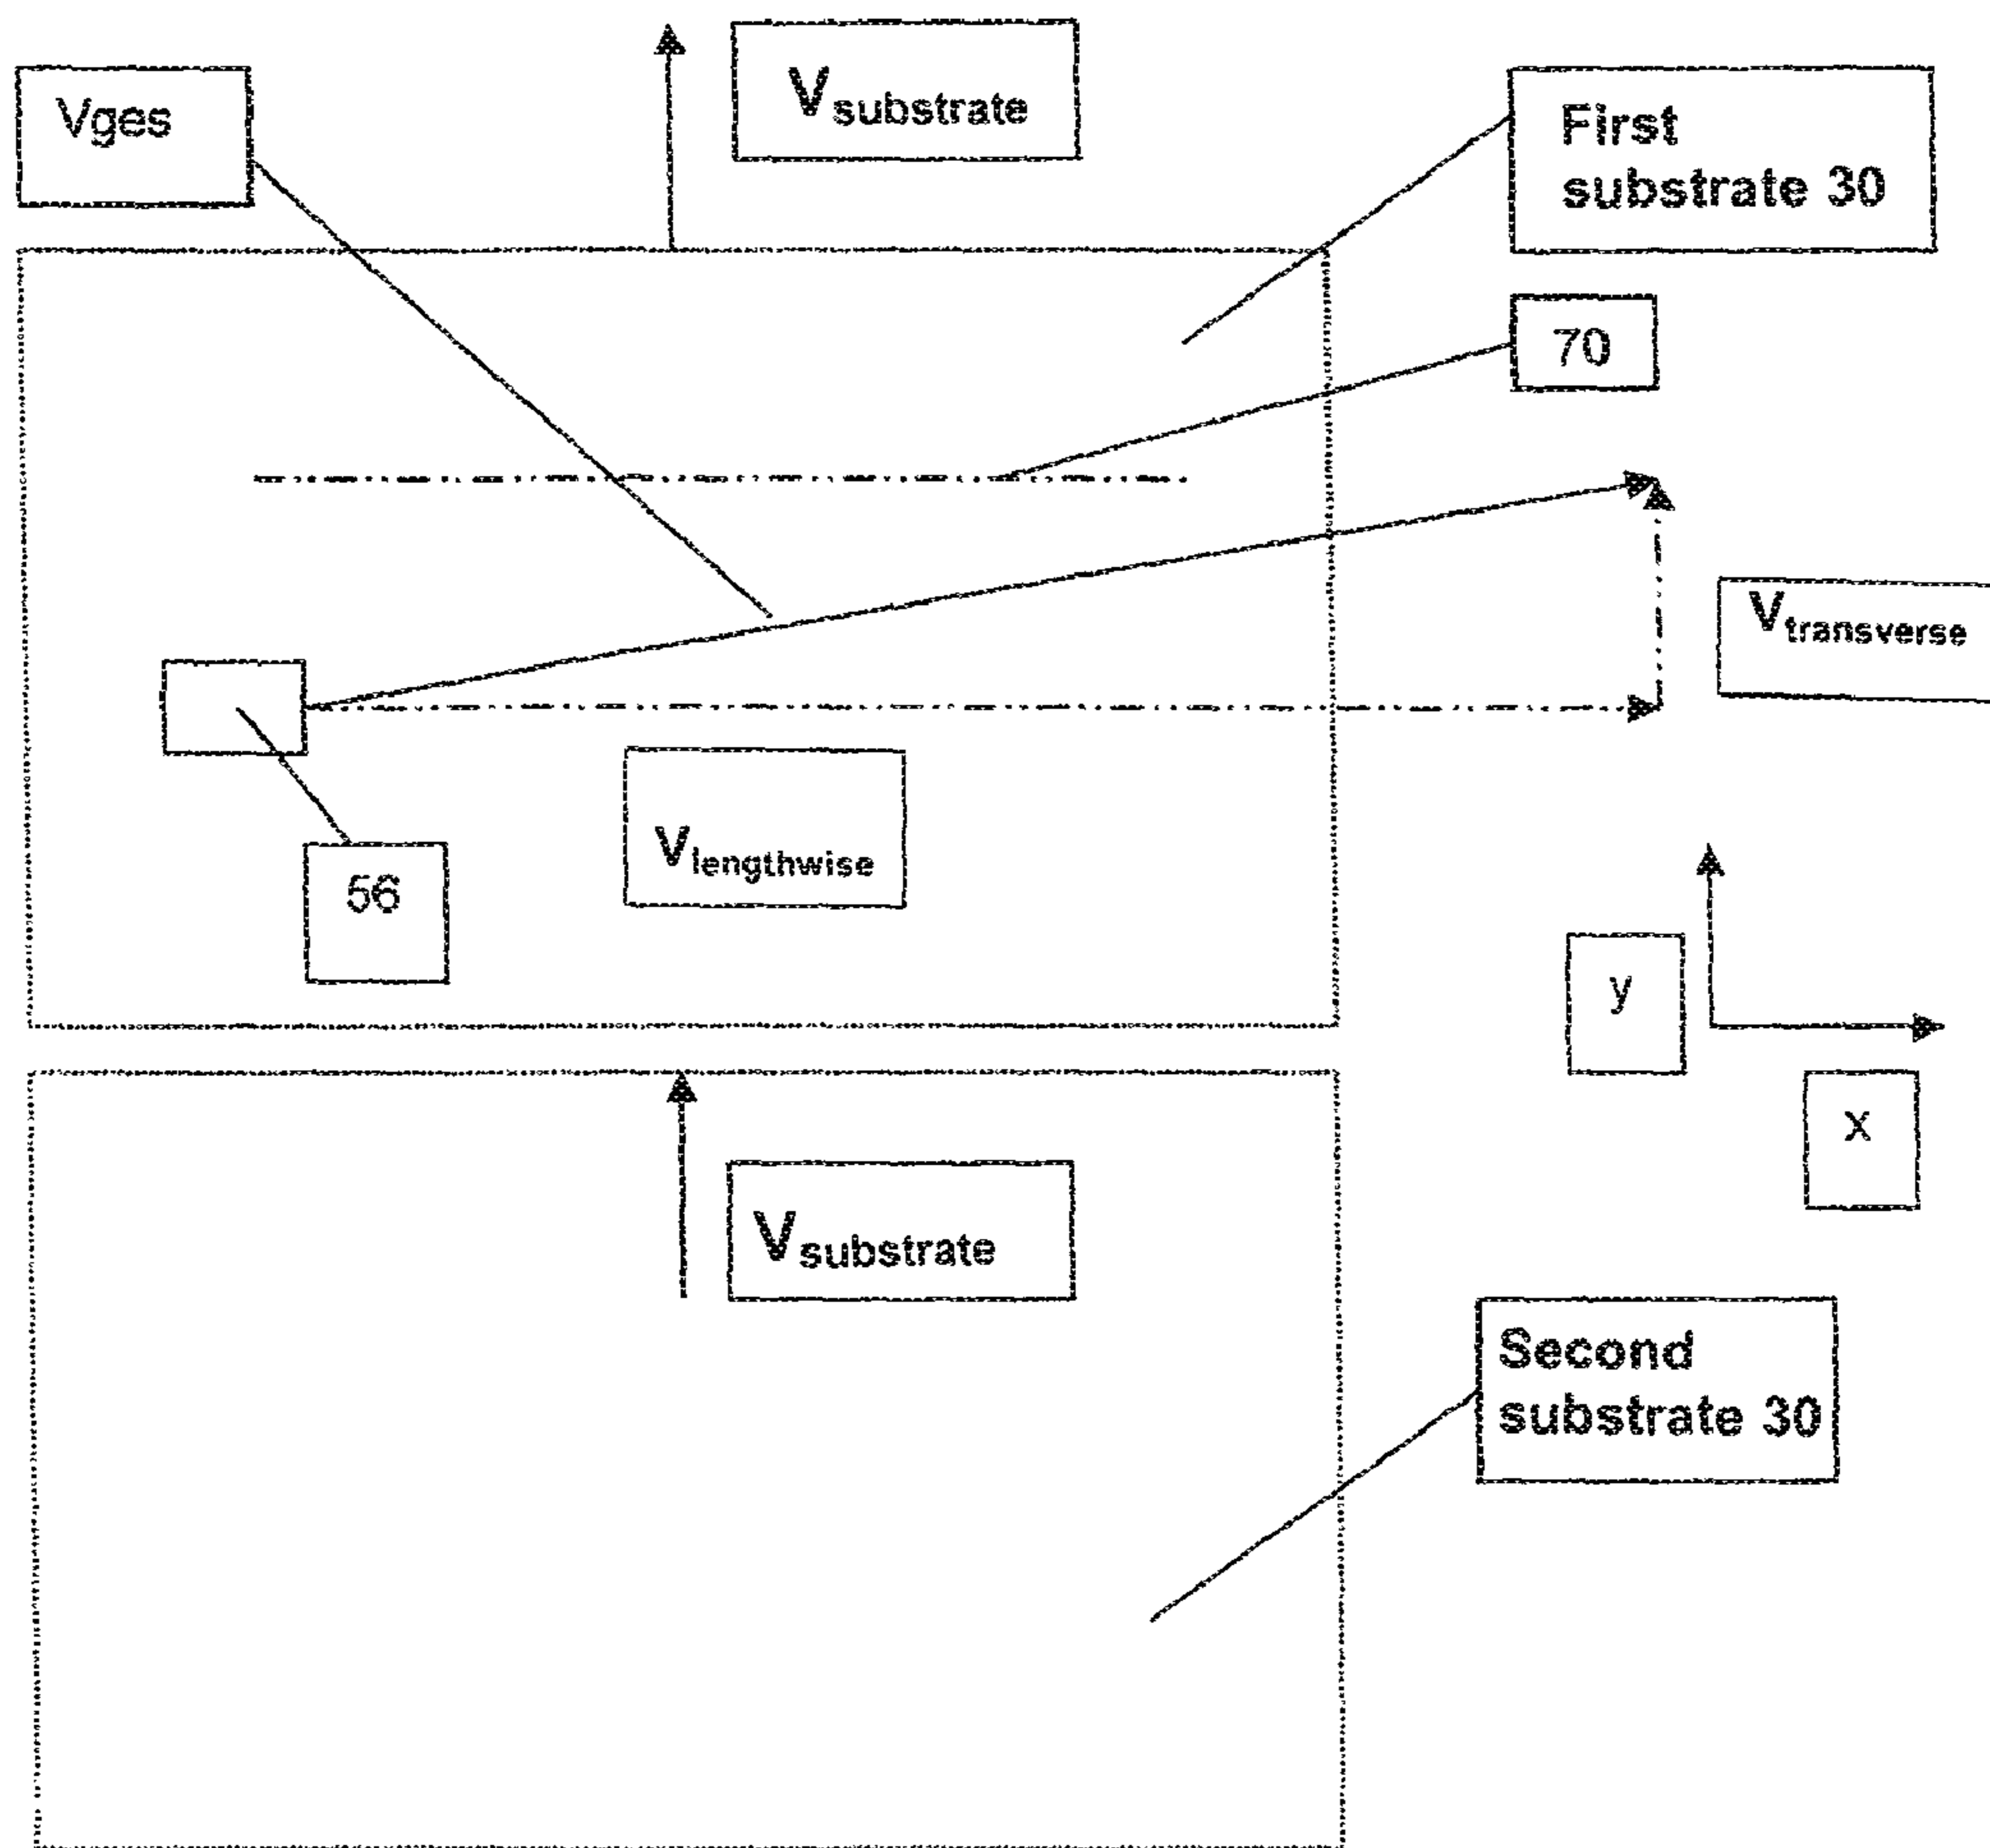 Vges
Vsubstrate
First
substrate 30
70
Vtransverse
Vlengthwise
56
y
x
Vsubstrate
Second
substrate 30